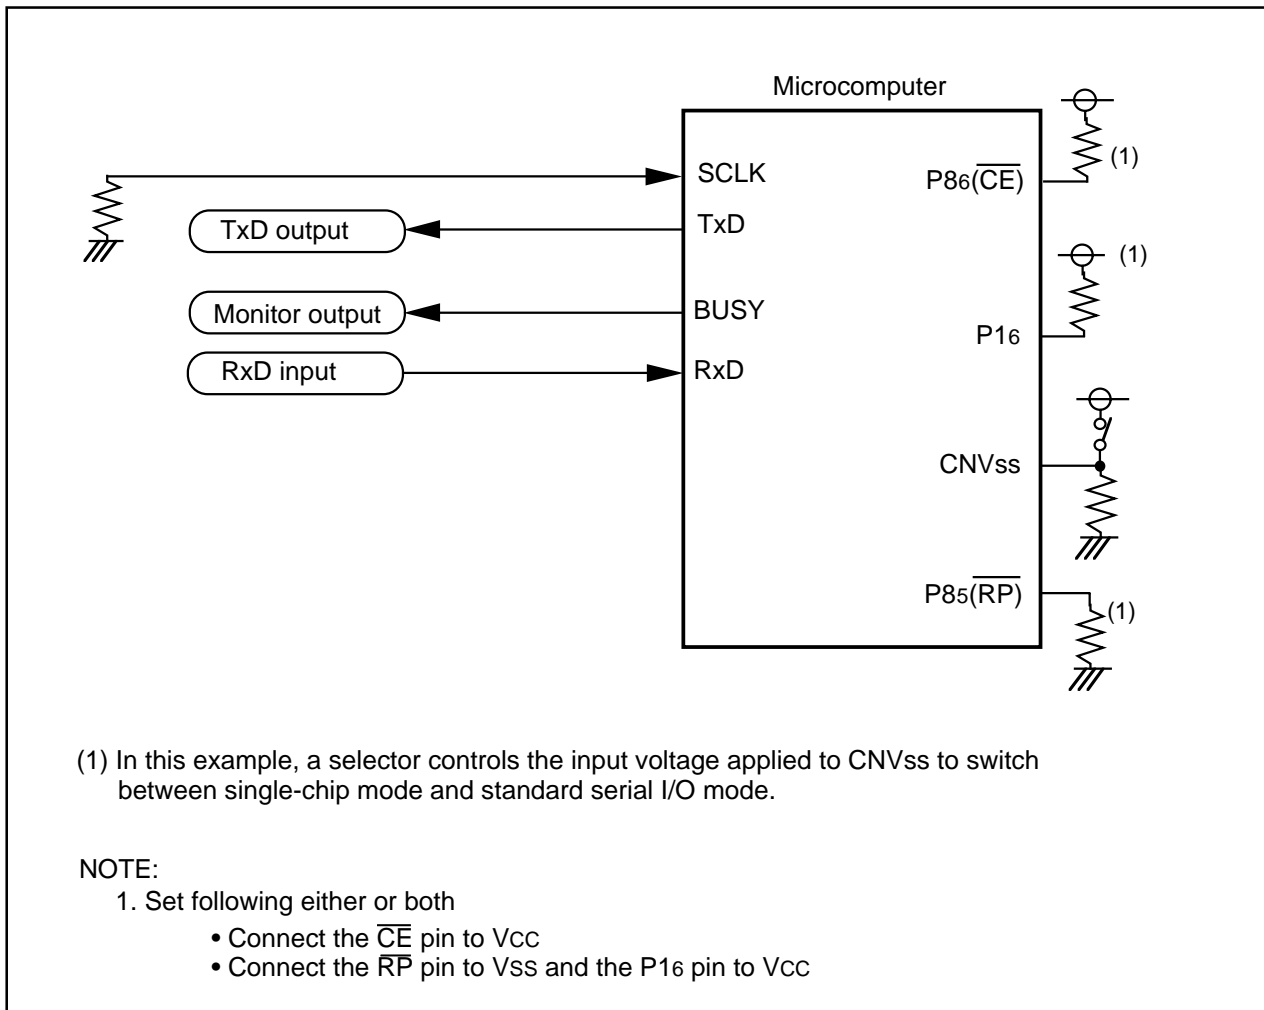 Microcomputer
SCLK
P86(CE)
(1)
TxD output
TxD
(1)
Monitor output
BUSY
P16
RxD input
RxD
CNVss
P85(RP)
(1)
(1) In this example, a selector controls the input voltage applied to CNVss to switch
between single-chip mode and standard serial I/O mode.
NOTE:
1. Set following either or both
• Connect the CE pin to VCC
• Connect the RP pin to VSS and the P16 pin to VCC